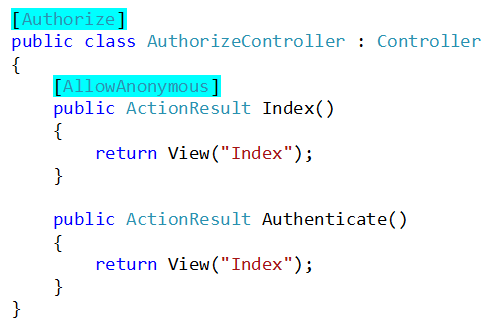 [Authorize]
public class AuthorizeController : Controller
{
    [AllowAnonymous]
    public ActionResult Index()
    {
        return View("Index");
    }

    public ActionResult Authenticate()
    {
        return View("Index");
    }
}